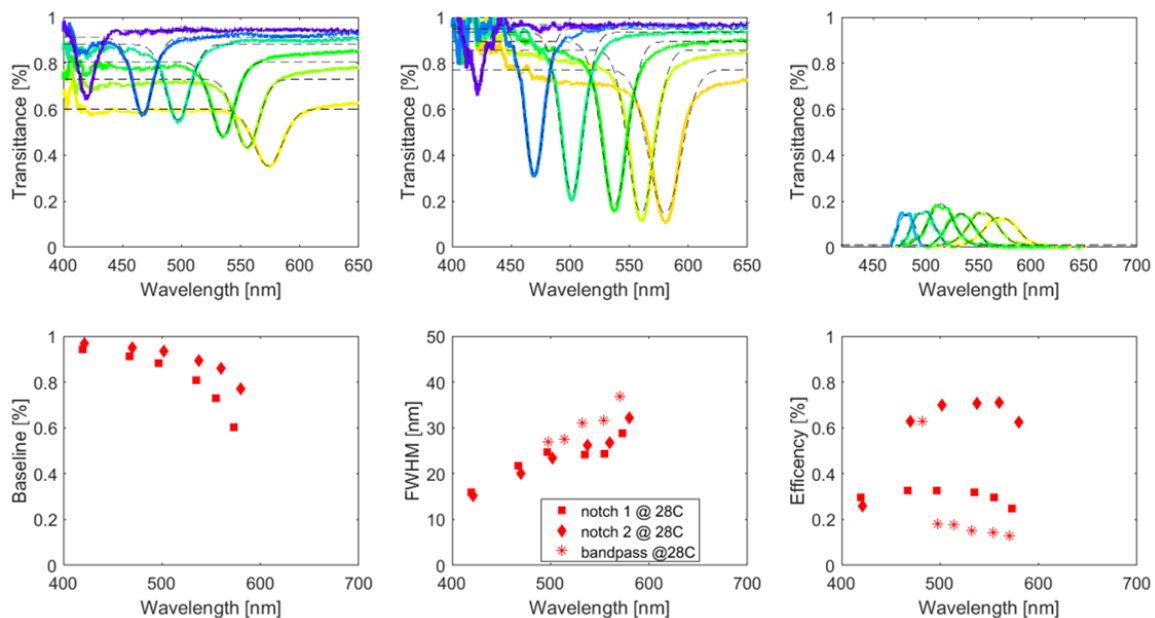 Transittance [%]
1
0.8
0.6
0.4
0.2
0
400 450 500 550 600 650
Wavelength [nm]
Transittance [%]
1
0.8
0.6
0.4
0.2
0
400 450 500 550 600 650
Wavelength [nm]
Transittance [%]
1
0.8
0.6
0.4
0.2
0
450 500 550 600 650 700
Wavelength [nm]
Baseline [%]
1
0.8
0.6
0.4
0.2
0
400 500 600 700
Wavelength [nm]
FWHM [nm]
50
40
30
20
10
0
notch 1 @ 28C
notch 2 @ 28C
bandpass @28C
400 500 600 700
Wavelength [nm]
Efficency [%]
1
0.8
0.6
0.4
0.2
0
400 500 600 700
Wavelength [nm]